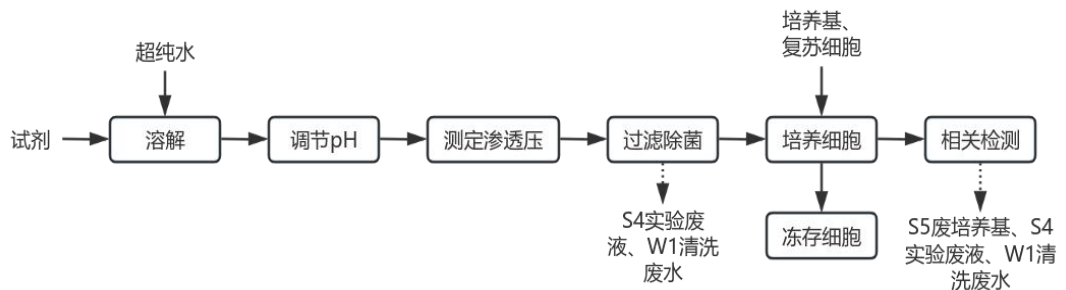 培养基、
复苏细胞
超纯水
试剂
溶解
调节pH
测定渗透压
过滤除菌
培养细胞
相关检测
S4实验废
液、W1清洗
废水
冻存细胞
S5废培养基、S4
实验废液、W1清
洗废水